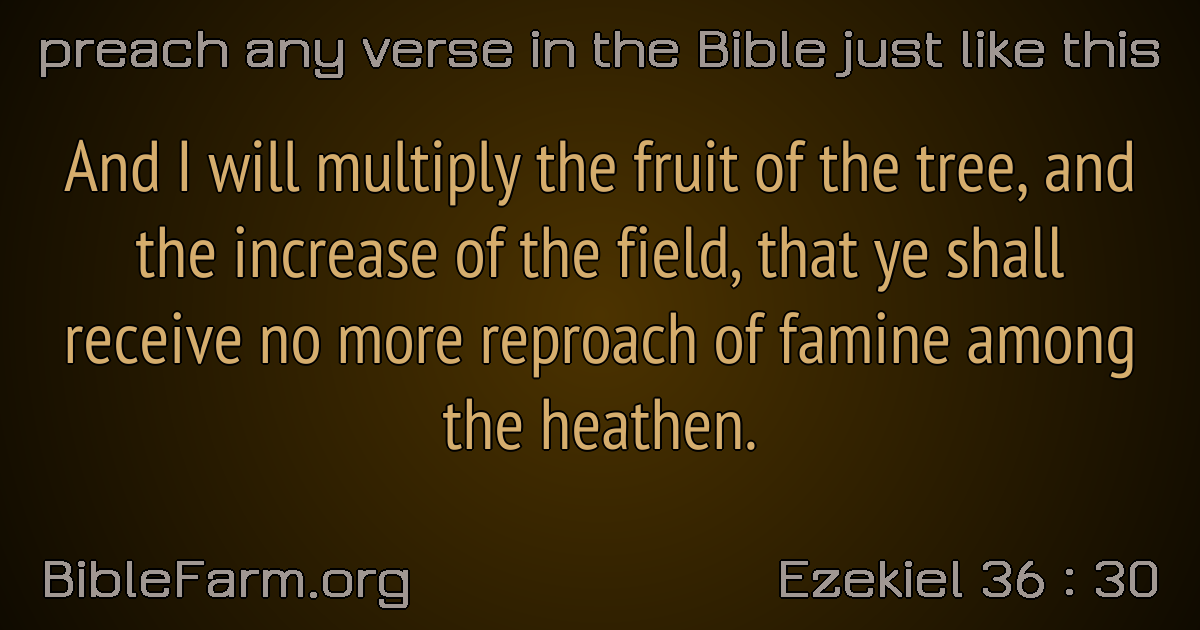 preach any verse in the Bible just like this
And I will multiply the fruit of the tree, and
the increase of the field, that ye shall
receive no more reproach of famine among
the heathen.
BibleFarm.org
Ezekiel 36 : 30